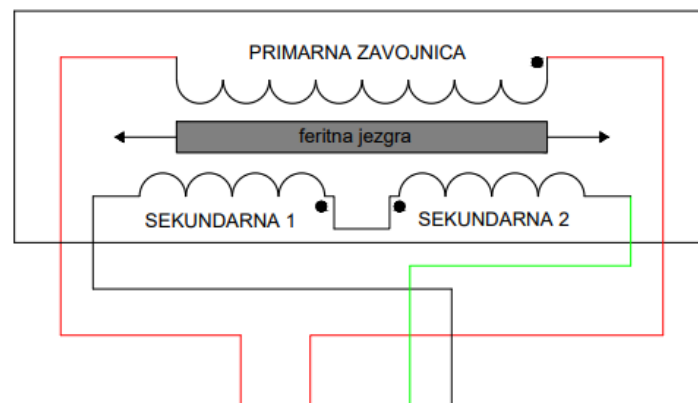 PRIMARNA ZAVOJNICA
feritna jezgra
SEKUNDARNA 1
SEKUNDARNA 2